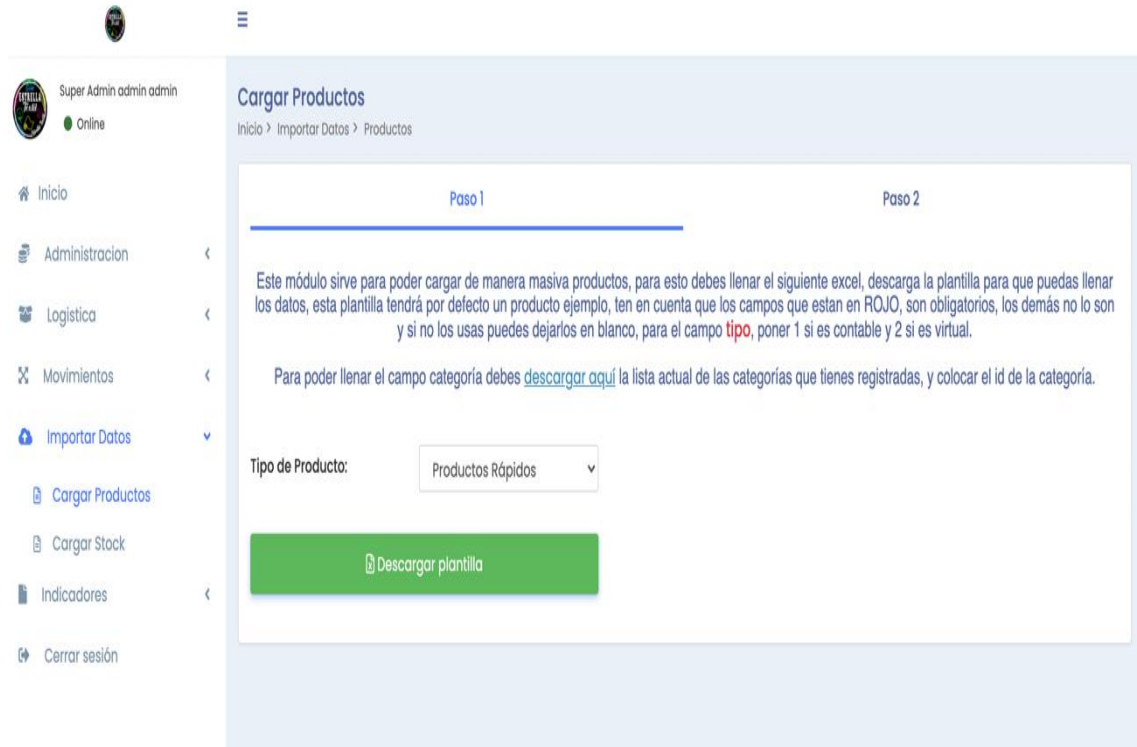 Super Admin admin admin
Online
Inicio
Administracion
Logistica
Movimientos
Importar Datos
Cargar Productos
Cargar Stock
Indicadores
Cerrar sesión
Cargar Productos
Inicio > Importar Datos > Productos
Paso 1
Paso 2
Este módulo sirve para poder cargar de manera masiva productos, para esto debes llenar el siguiente excel, descarga la plantilla para que puedas llenar
los datos, esta plantilla tendrá por defecto un producto ejemplo, ten en cuenta que los campos que estan en ROJO, son obligatorios, los demás no lo son
y si no los usas puedes dejarlos en blanco, para el campo tipo, poner 1 si es contable y 2 si es virtual.
Para poder llenar el campo categoría debes descargar aquí la lista actual de las categorías que tienes registradas, y colocar el id de la categoría.
Tipo de Producto:
Productos Rápidos
Descargar plantilla